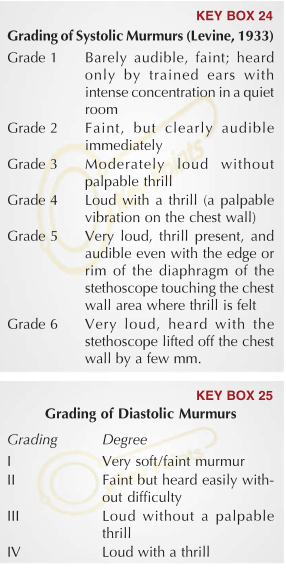 KEY BOX 24
Grading of Systolic Murmurs (Levine, 1933)
Grade 1 Barely audible, faint; heard
only by trained ears with
intense concentration in a quiet
room
Grade 2 Faint, but clearly audible
immediately
Grade 3 Moderately loud without
palpable thrill
Grade 4 Loud with a thrill (a palpable
vibration on the chest wall)
Grade 5 Very loud, thrill present, and
audible even with the edge or
rim of the diaphragm of the
stethoscope touching the chest
wall area where thrill is felt
Grade 6 Very loud, heard with the
stethoscope lifted off the chest
wall by a few mm.
KEY BOX 25
Grading of Diastolic Murmurs
Grading Degree
I Very soft/faint murmur
II Faint but heard easily with-
out difficulty
III Loud without a palpable
thrill
IV Loud with a thrill